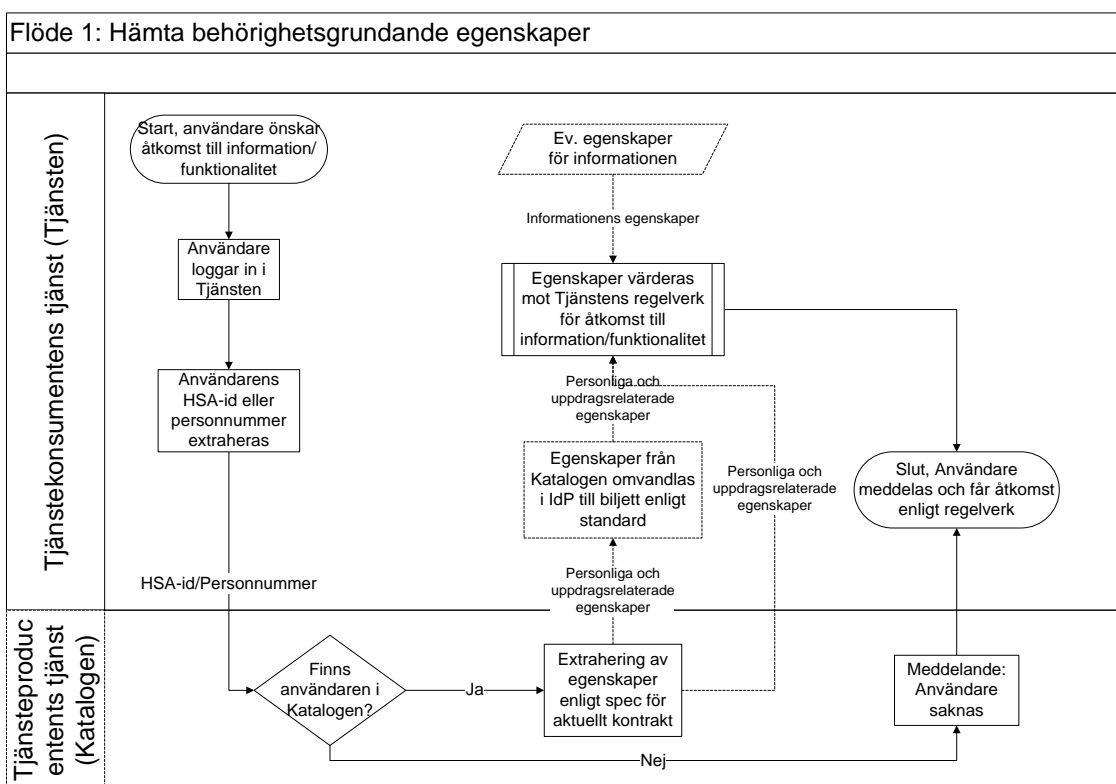 Flöde 1: Hämta behörighetsgrundande egenskaper
Tjänstekonsumentens tjänst (Tjänsten)
Start, användare önskar
åtkomst till information/
funktionalitet
Användare
loggar in i
Tjänsten
Användarens
HSA-id eller
personnummer
extraheras
HSA-id/Personnummer
Ev. egenskaper
för informationen
Informationens egenskaper
Egenskaper värderas
mot Tjänstens regelverk
för åtkomst till
information/funktionalitet
Personliga och
uppdragsrelaterade
egenskaper
Egenskaper från
Katalogen omvandlas
i IdP till biljett enligt
standard
Personliga och
uppdragsrelaterade
egenskaper
Personliga och
uppdragsrelaterade
egenskaper
Slut, Användare
meddelas och får åtkomst
enligt regelverk
Tjänsteproduc
entents tjänst
(Katalogen)
Finns
användaren i
Katalogen?
Ja
Extrahering av
egenskaper
enligt spec för
aktuellt kontrakt
Meddelande:
Användare
saknas
Nej